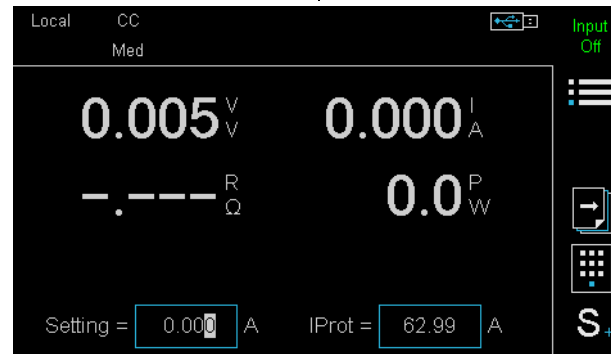 Local CC Input
Med Off
0.005 V V 0.000 I A
-.--- R Ω 0.0 P W
Setting = 0.000 A IProt = 62.99 A
S+